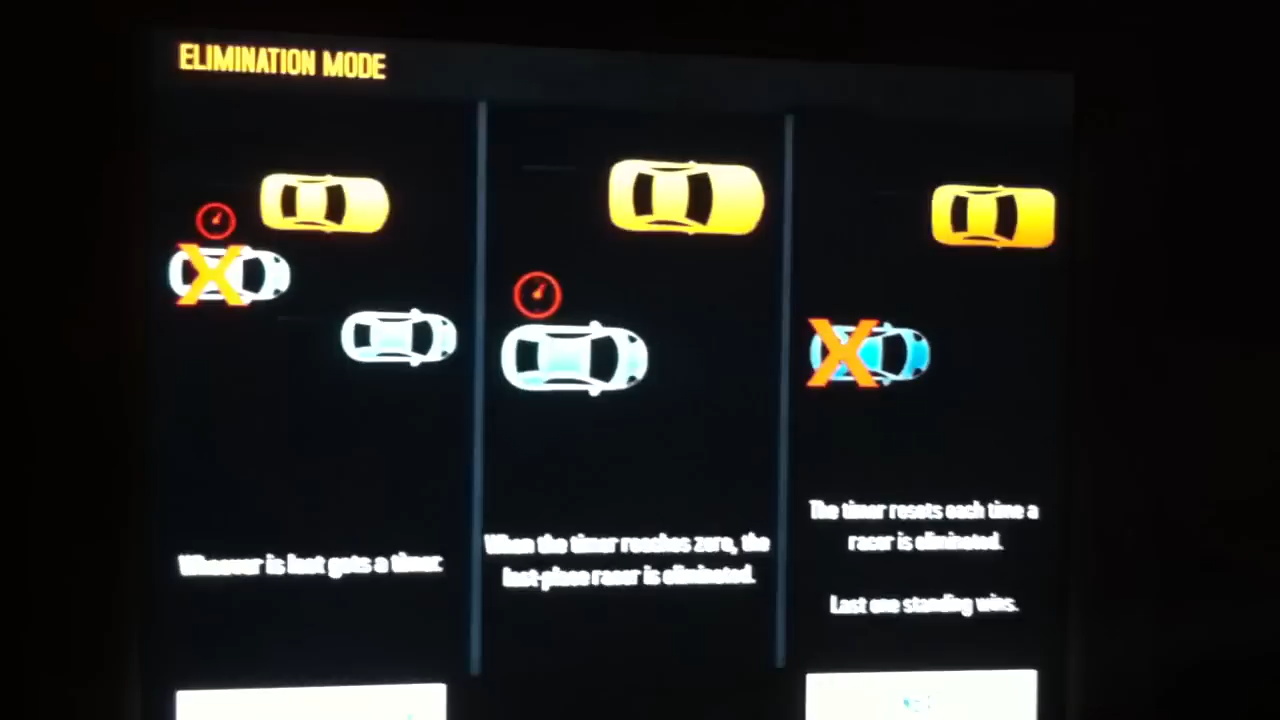 ELIMINATION MODE
Whoever is last gets a timer.
When the timer reaches zero, the
last-place racer is eliminated.
The timer resets each time a
racer is eliminated.
Last one standing wins.